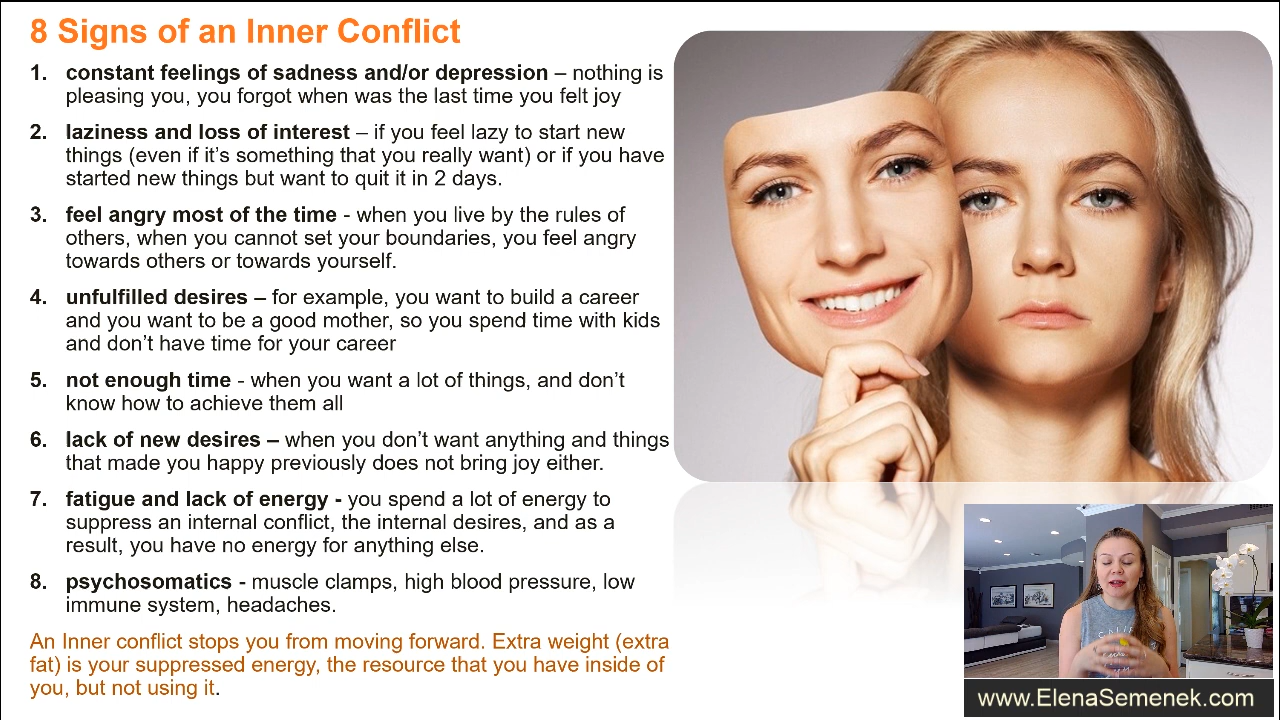 8 Signs of an Inner Conflict
1. constant feelings of sadness and/or depression – nothing is
pleasing you, you forgot when was the last time you felt joy
2. laziness and loss of interest – if you feel lazy to start new
things (even if it’s something that you really want) or if you have
started new things but want to quit it in 2 days.
3. feel angry most of the time - when you live by the rules of
others, when you cannot set your boundaries, you feel angry
towards others or towards yourself.
4. unfulfilled desires – for example, you want to build a career
and you want to be a good mother, so you spend time with kids
and don’t have time for your career
5. not enough time - when you want a lot of things, and don’t
know how to achieve them all
6. lack of new desires – when you don’t want anything and things
that made you happy previously does not bring joy either.
7. fatigue and lack of energy - you spend a lot of energy to
suppress an internal conflict, the internal desires, and as a
result, you have no energy for anything else.
8. psychosomatics - muscle clamps, high blood pressure, low
immune system, headaches.
An Inner conflict stops you from moving forward. Extra weight (extra
fat) is your suppressed energy, the resource that you have inside of
you, but not using it.
www.ElenaSemenek.com